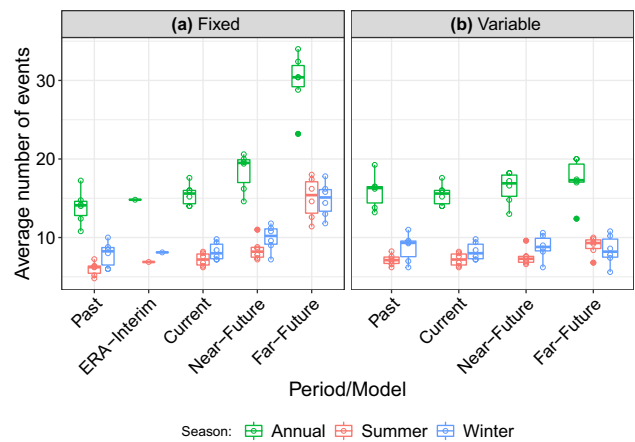 (a) Fixed
(b) Variable
Average number of events
30
20
10
Past
ERA−Interim
Current
Near−Future
Far−Future
Past
Current
Near−Future
Far−Future
Period/Model
Season: Annual Summer Winter